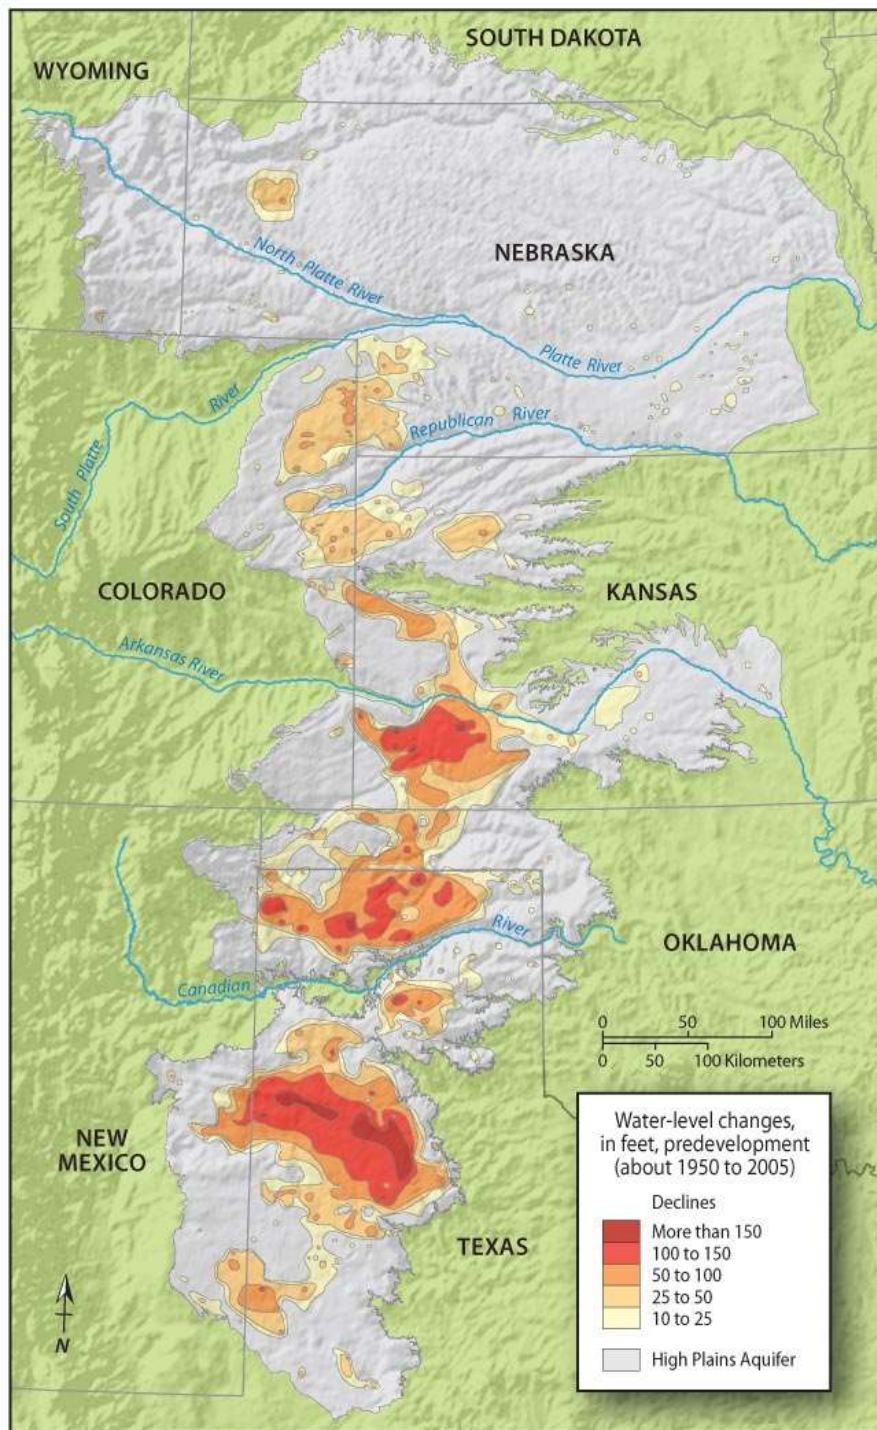 SOUTH DAKOTA
WYOMING
NEBRASKA
North Platte River
Platte River
River
South Platte
Republican River
COLORADO
KANSAS
Arkansas River
River
OKLAHOMA
Canadian
0 50 100 Miles
0 50 100 Kilometers
NEW
MEXICO
TEXAS
N
Water-level changes,
in feet, predevelopment
(about 1950 to 2005)
Declines
More than 150
100 to 150
50 to 100
25 to 50
10 to 25
High Plains Aquifer